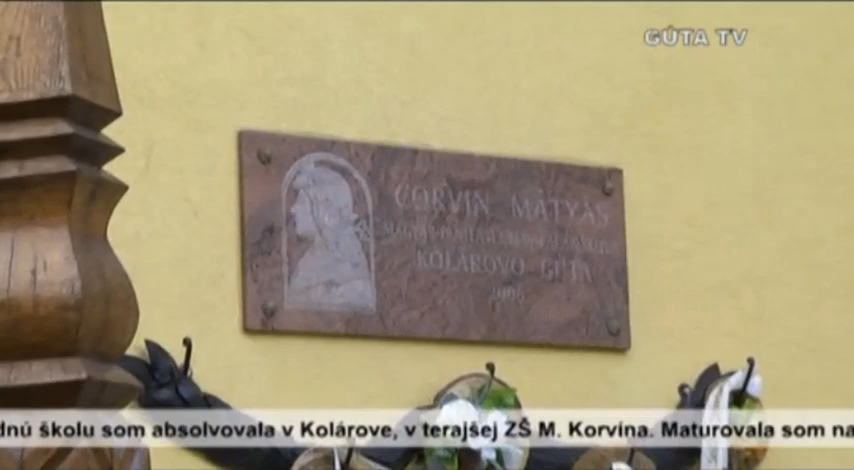 GÚTA TV
CORVIN MÁTYÁS
KOLÁROVO - GÚTA
dnú školu som absolvovala v Kolárove, v terajšej ZŠ M. Korvína. Maturovala som na